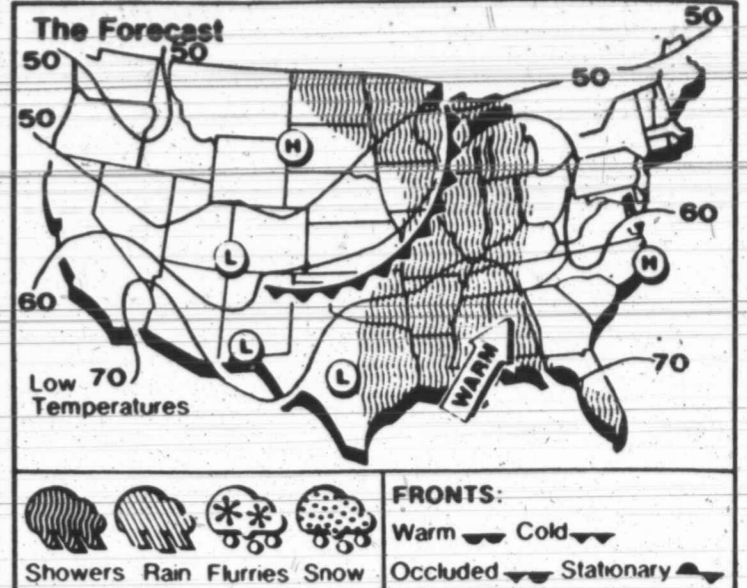 The Forecast
50
50
50
50
50
H
60
L
H
60
L
L
70
WARM
Low 70
Temperatures
Showers Rain Flurries Snow
FRONTS:
Warm Cold
Occluded Stationary